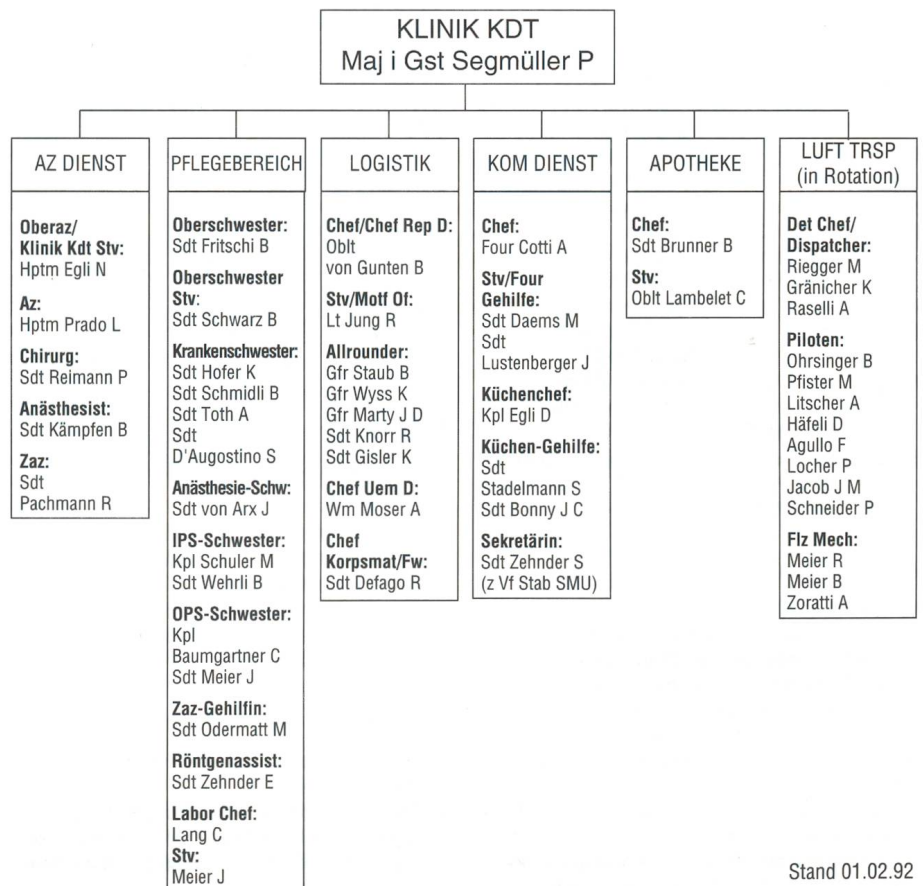 KLINIK KDT
Maj i Gst Segmüller P
AZ DIENST
Oberaz/
Klinik Kdt Stv:
Hptm Egli N
Az:
Hptm Prado L
Chirurg:
Sdt Reimann P
Anästhesist:
Sdt Kämpfen B
Zaz:
Sdt
Pachmann R
PFLEGEBEREICH
Oberschwester:
Sdt Fritschi B
Oberschwester
Stv:
Sdt Schwarz B
Krankenschwester:
Sdt Hofer K
Sdt Schmidli B
Sdt Toth A
Sdt
D'Augostino S
Anästhesie-Schw:
Sdt von Arx J
IPS-Schwester:
Kpl Schuler M
Sdt Wehrli B
OPS-Schwester:
Kpl
Baumgartner C
Sdt Meier J
Zaz-Gehilfin:
Sdt Odermatt M
Röntgenassist:
Sdt Zehnder E
Labor Chef:
Lang C
Stv:
Meier J
LOGISTIK
Chef/Chef Rep D:
Oblt
von Gunten B
Stv/Motf Of:
Lt Jung R
Allrounder:
Gfr Staub B
Gfr Wyss K
Gfr Marty J D
Sdt Knorr R
Sdt Gisler K
Chef Uem D:
Wm Moser A
Chef
Korpsmat/Fw:
Sdt Defago R
KOM DIENST
Chef:
Four Cotti A
Stv/Four
Gehilfe:
Sdt Daems M
Sdt
Lustenberger J
Küchenchef:
Kpl Egli D
Küchen-Gehilfe:
Sdt
Stadelmann S
Sdt Bonny J C
Sekretärin:
Sdt Zehnder S
(z Vf Stab SMU)
APOTHEKE
Chef:
Sdt Brunner B
Stv:
Oblt Lambelet C
LUFT TRSP
(in Rotation)
Det Chef/
Dispatcher:
Riegger M
Gränicher K
Raselli A
Piloten:
Ohrsinger B
Pfister M
Litscher A
Häfeli D
Agullo F
Locher P
Jacob J M
Schneider P
Flz Mech:
Meier R
Meier B
Zoratti A
Stand 01.02.92